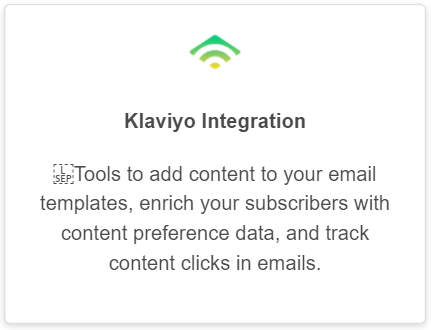 Klaviyo Integration
Tools to add content to your email
templates, enrich your subscribers with
content preference data, and track
content clicks in emails.